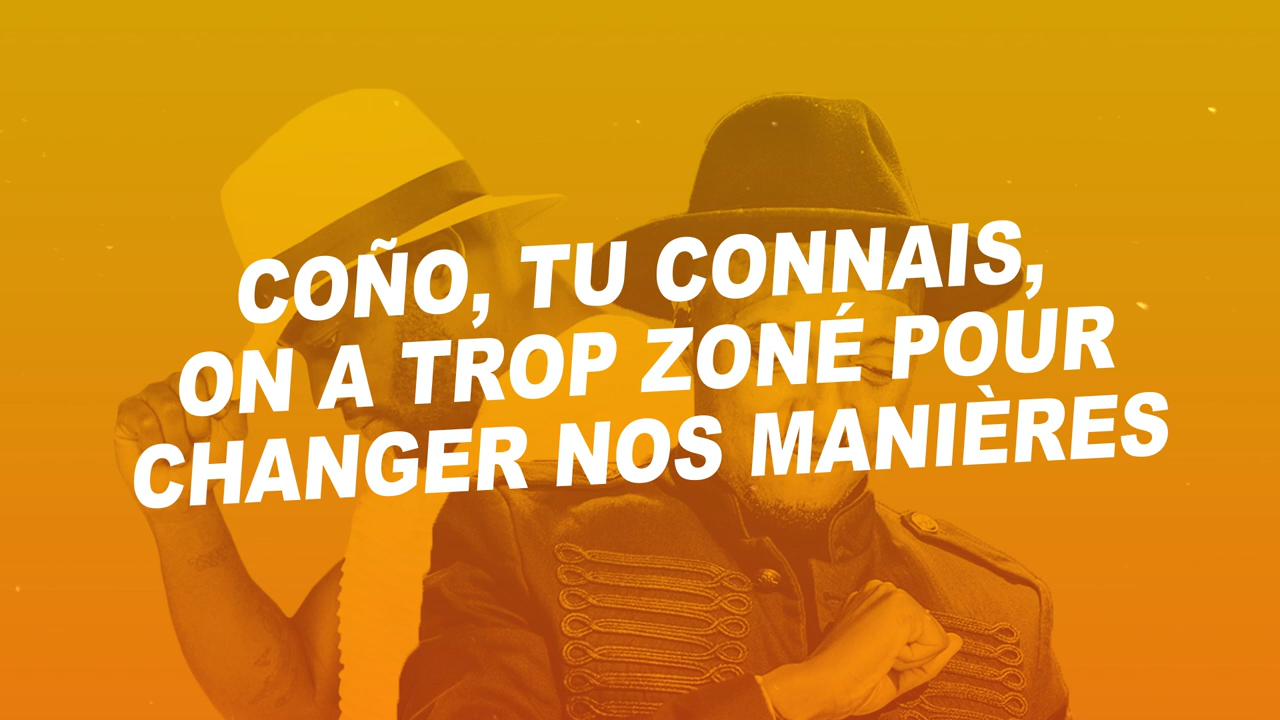 COÑO, TU CONNAIS,
ON A TROP ZONÉ POUR
CHANGER NOS MANIÈRES